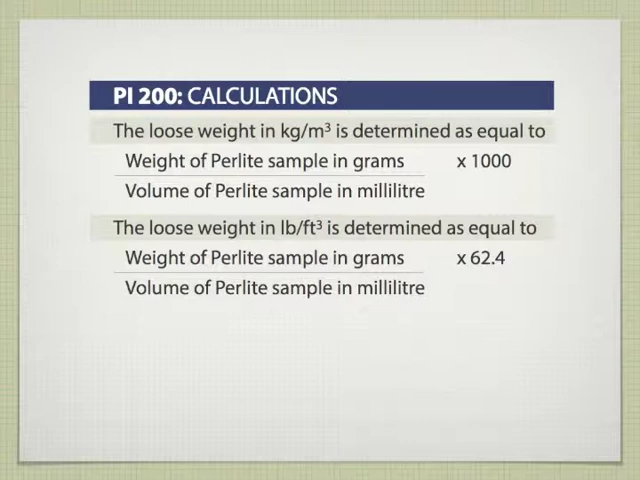 PI 200: CALCULATIONS
The loose weight in kg/m³ is determined as equal to
Weight of Perlite sample in grams x 1000
Volume of Perlite sample in millilitre
The loose weight in lb/ft³ is determined as equal to
Weight of Perlite sample in grams x 62.4
Volume of Perlite sample in millilitre